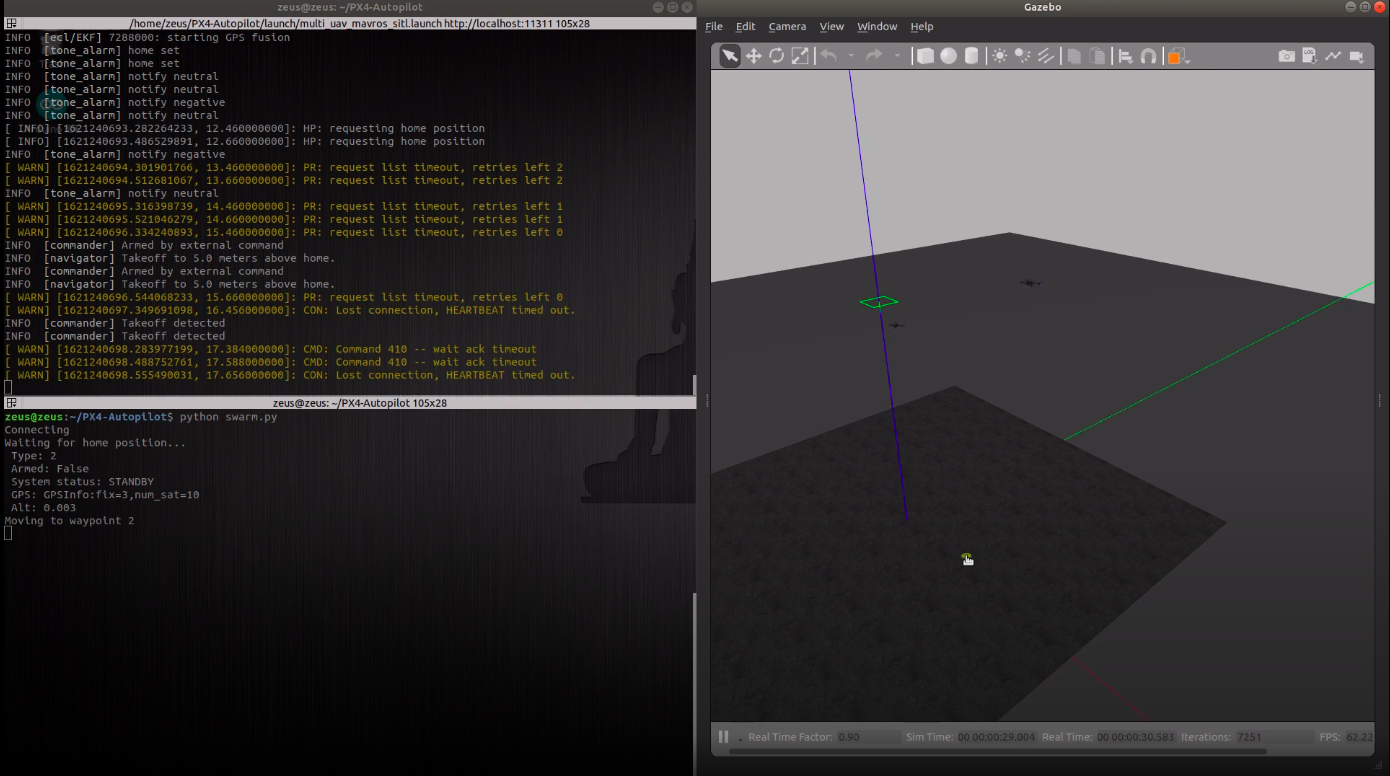 zeus@zeus: ~/PX4-Autopilot
/home/zeus/PX4-Autopilot/launch/multi_uav_mavros_sitl.launch http://localhost:11311 105x28
INFO [ecl/EKF] 7288000: starting GPS fusion
INFO [tone_alarm] home set
INFO [tone_alarm] home set
INFO [tone_alarm] notify neutral
INFO [tone_alarm] notify neutral
INFO [tone_alarm] notify negative
INFO [tone_alarm] notify neutral
[ INFO] [1621240693.282264233, 12.460000000]: HP: requesting home position
[ INFO] [1621240693.486529891, 12.660000000]: HP: requesting home position
INFO [tone_alarm] notify negative
[ WARN] [1621240694.301901766, 13.460000000]: PR: request list timeout, retries left 2
[ WARN] [1621240694.512681067, 13.660000000]: PR: request list timeout, retries left 2
INFO [tone_alarm] notify neutral
[ WARN] [1621240695.316398739, 14.460000000]: PR: request list timeout, retries left 1
[ WARN] [1621240695.521046279, 14.660000000]: PR: request list timeout, retries left 1
[ WARN] [1621240696.334240893, 15.460000000]: PR: request list timeout, retries left 0
INFO [commander] Armed by external command
INFO [navigator] Takeoff to 5.0 meters above home.
INFO [commander] Armed by external command
INFO [navigator] Takeoff to 5.0 meters above home.
[ WARN] [1621240696.544068233, 15.660000000]: PR: request list timeout, retries left 0
[ WARN] [1621240697.349691098, 16.456000000]: CON: Lost connection, HEARTBEAT timed out.
INFO [commander] Takeoff detected
INFO [commander] Takeoff detected
[ WARN] [1621240698.283977199, 17.384000000]: CMD: Command 410 -- wait ack timeout
[ WARN] [1621240698.488752761, 17.588000000]: CMD: Command 410 -- wait ack timeout
[ WARN] [1621240698.555490031, 17.656000000]: CON: Lost connection, HEARTBEAT timed out.
zeus@zeus: ~/PX4-Autopilot 105x28
zeus@zeus:~/PX4-Autopilot$ python swarm.py
Connecting
Waiting for home position...
Type: 2
Armed: False
System status: STANDBY
GPS: GPSInfo:fix=3,num_sat=10
Alt: 0.003
Moving to waypoint 2
Gazebo
File Edit Camera View Window Help
LOG
Real Time Factor: 0.90 Sim Time: 00 00:00:29.004 Real Time: 00 00:00:30.583 Iterations: 7251 FPS: 62.22